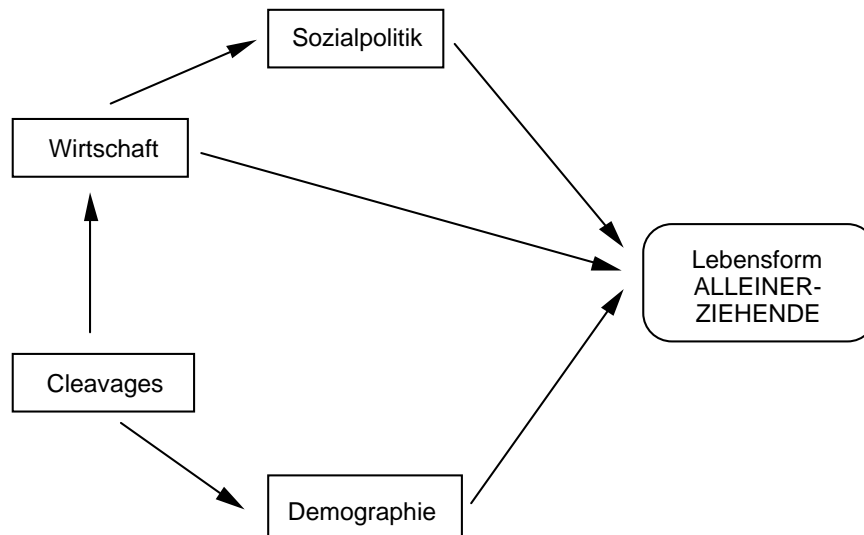 Sozialpolitik
Wirtschaft
Lebensform
ALLEINER-
ZIEHENDE
Cleavages
Demographie